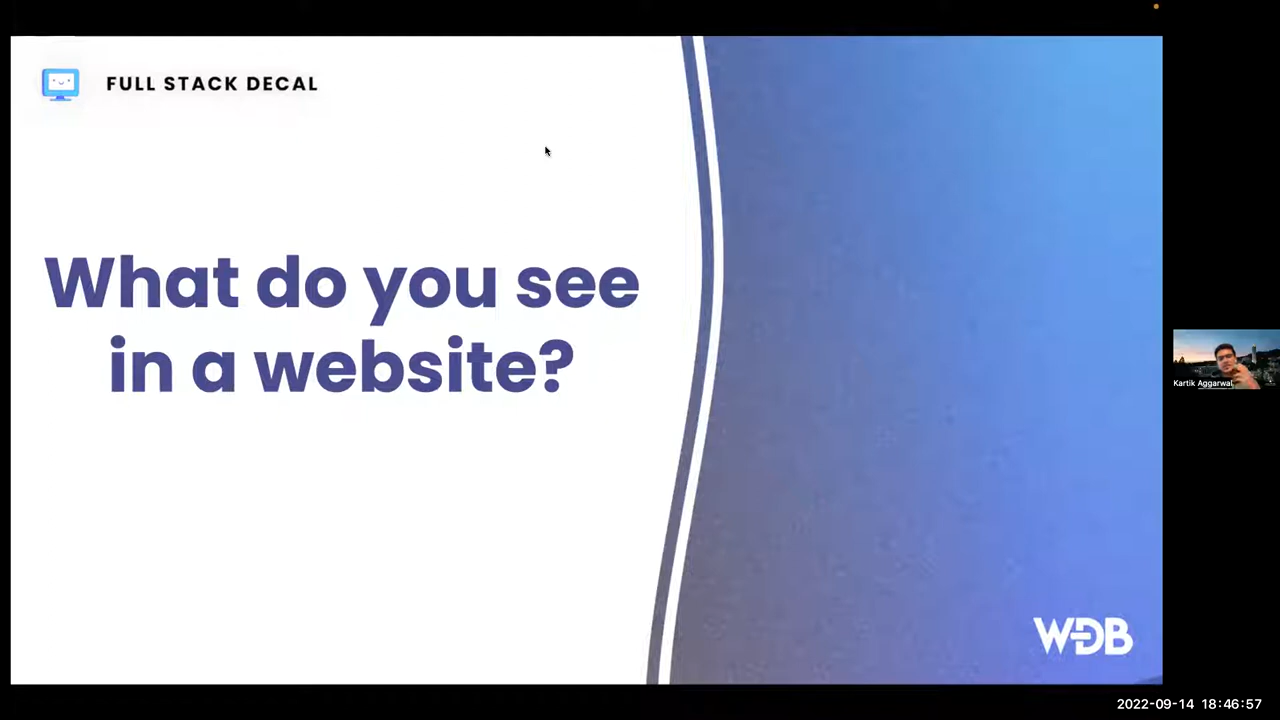 FULL STACK DECAL
What do you see
in a website?
Kartik Aggarwal
WDB
2022-09-14 18:46:57